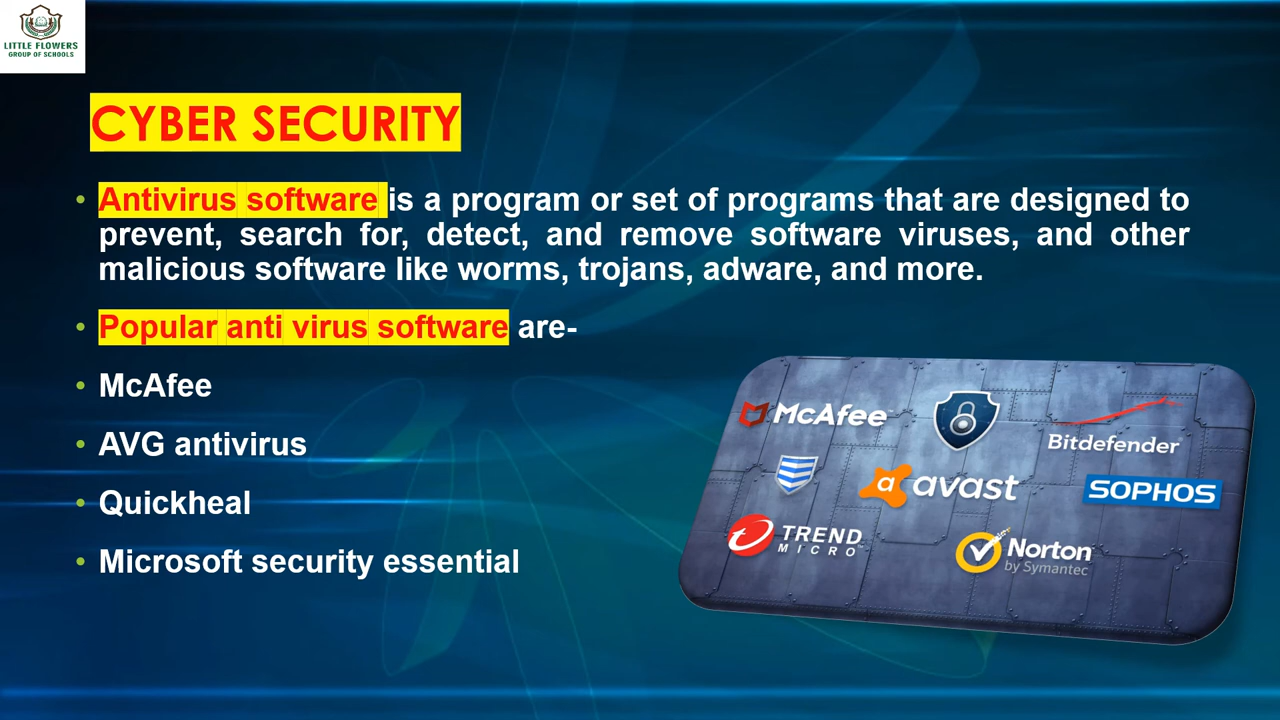 LITTLE FLOWERS
GROUP OF SCHOOLS
CYBER SECURITY
• Antivirus software is a program or set of programs that are designed to
prevent, search for, detect, and remove software viruses, and other
malicious software like worms, trojans, adware, and more.
• Popular anti virus software are-
• McAfee
• AVG antivirus
• Quickheal
• Microsoft security essential
McAfee
Bitdefender
a avast
SOPHOS
TREND
MICRO™
Norton
by Symantec